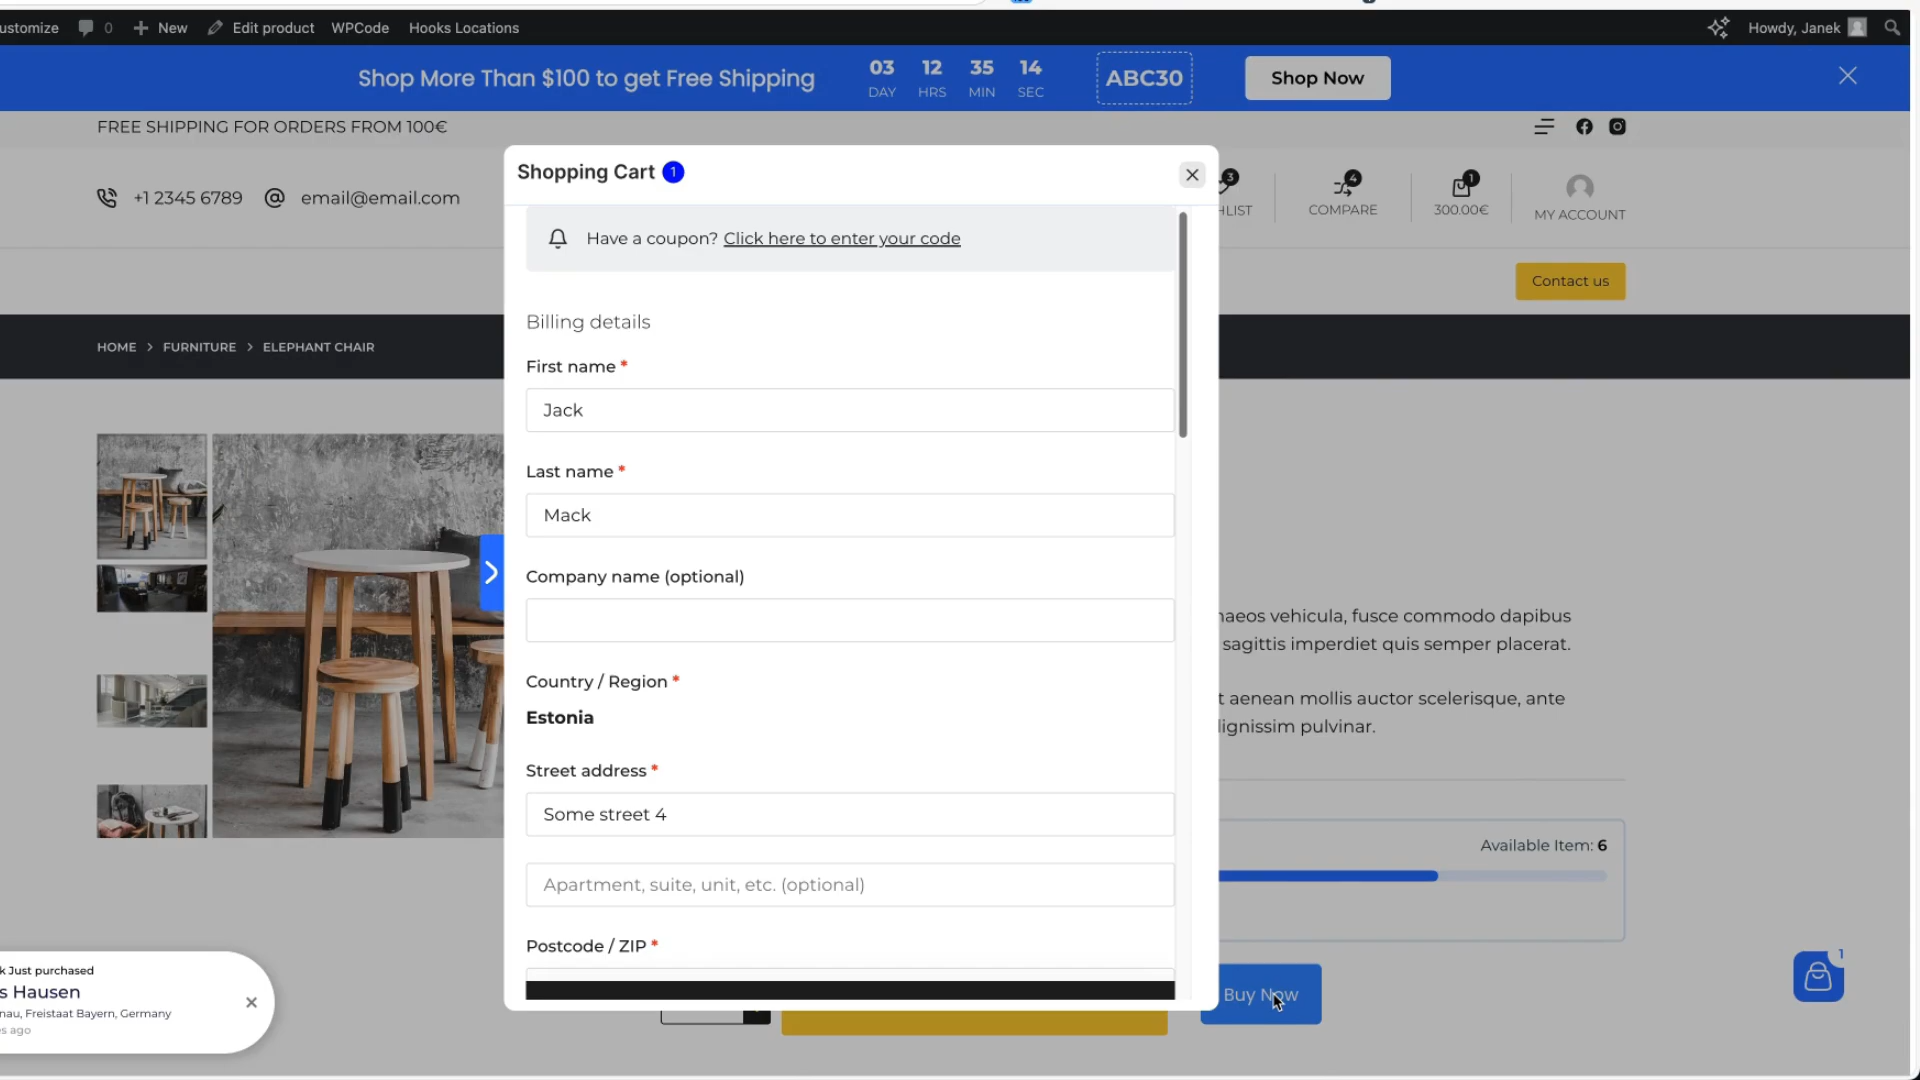 ustomize 0 New Edit product WPCode Hooks Locations Howdy, Janek
Shop More Than $100 to get Free Shipping 03 12 35 14 ABC30 Shop Now
DAY HRS MIN SEC
FREE SHIPPING FOR ORDERS FROM 100€
Shopping Cart 1
+1 2345 6789 email@email.com
3 4 1
HLIST COMPARE 300.00€ MY ACCOUNT
Have a coupon? Click here to enter your code
Contact us
Billing details
HOME > FURNITURE > ELEPHANT CHAIR
First name *
Jack
Last name *
Mack
Company name (optional)
Country / Region *
Estonia
naeos vehicula, fusce commodo dapibus
sagittis imperdiet quis semper placerat.
t aenean mollis auctor scelerisque, ante
lignissim pulvinar.
Street address *
Some street 4
Apartment, suite, unit, etc. (optional)
Postcode / ZIP *
Available Item: 6
k Just purchased
s Hausen
nau, Freistaat Bayern, Germany
es ago
Buy Now
1